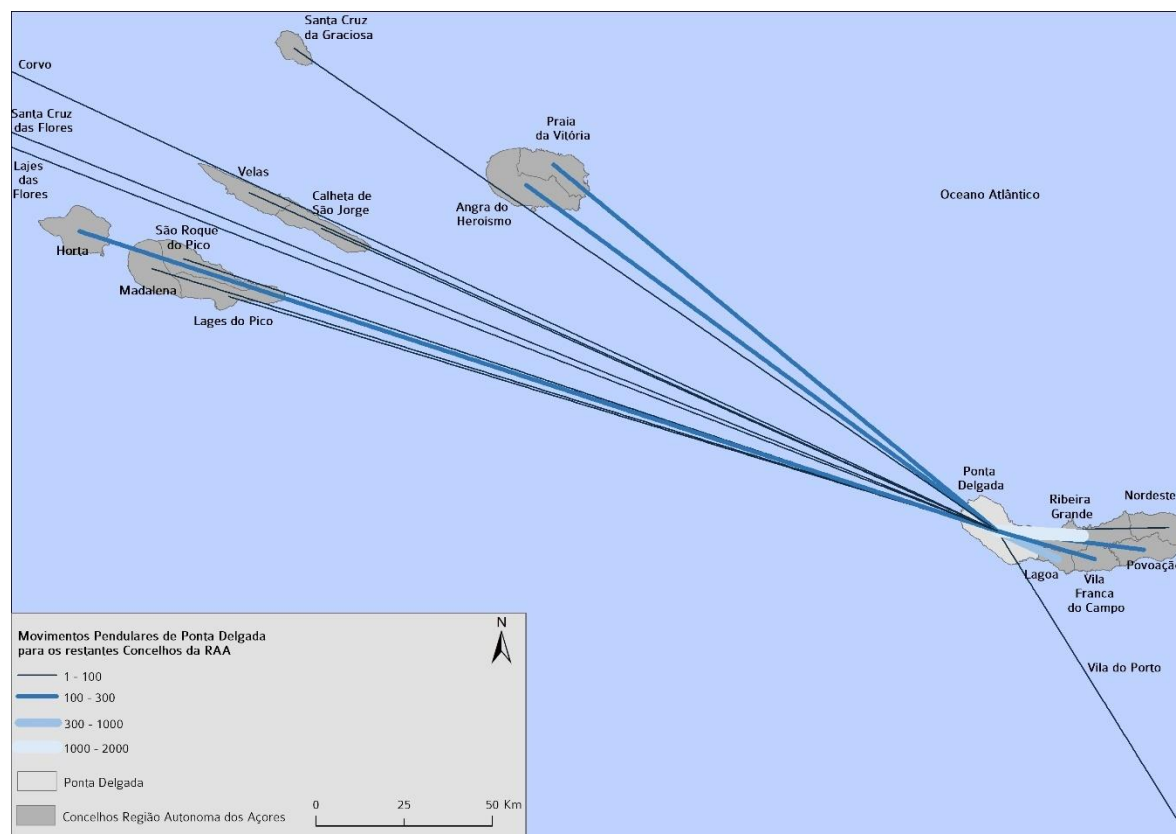 Santa Cruz
da Graciosa
Corvo
Santa Cruz
das Flores
Lajes
das
Flores
Velas
Calheta de
São Jorge
Praia
da Vitória
Angra do
Heroismo
Oceano Atlântico
Horta
São Roque
do Pico
Madalena
Lages do Pico
Ponta
Delgada
Ribeira
Grande
Nordeste
Lagoa
Vila
Franca
do Campo
Povoação
Vila do Porto
Movimentos Pendulares de Ponta Delgada
para os restantes Concelhos da RAA
N
1 - 100
100 - 300
300 - 1000
1000 - 2000
Ponta Delgada
Concelhos Região Autonoma dos Açores
0 25 50 Km